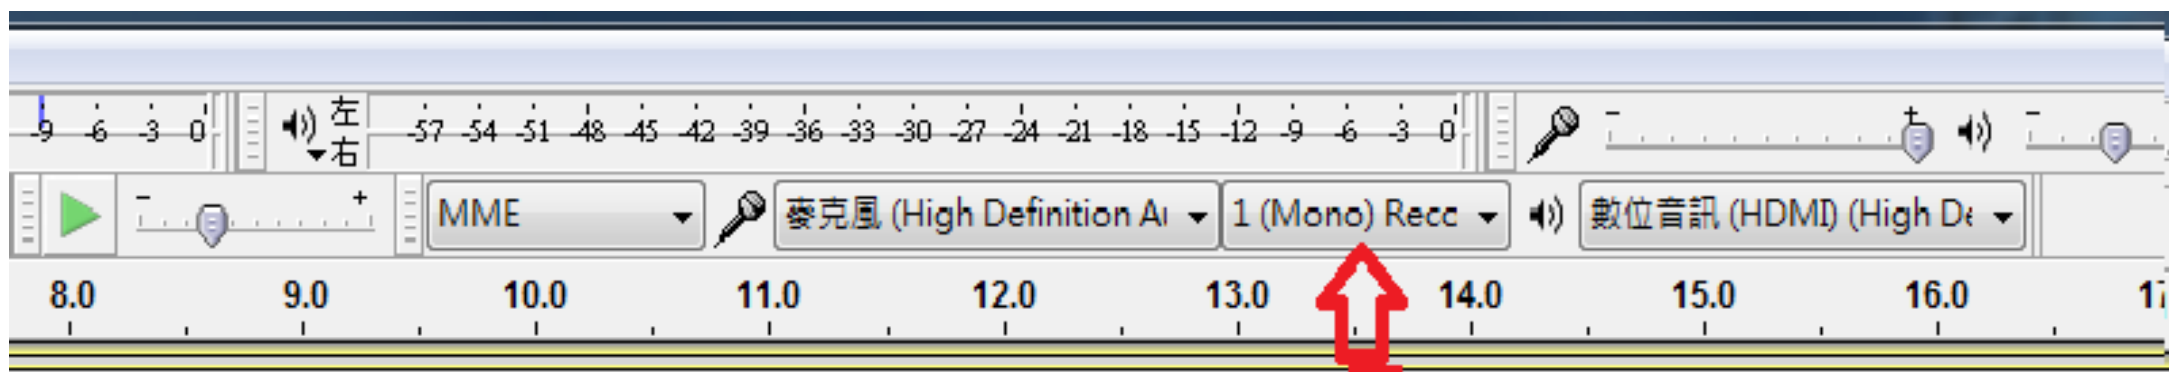 -9 -6 -3 0 左 -57 -54 -51 -48 -45 -42 -39 -36 -33 -30 -27 -24 -21 -18 -15 -12 -9 -6 -3 0 - + -
右
- + MME 麥克風 (High Definition Au 1 (Mono) Recc 數位音訊 (HDMI) (High De
8.0 9.0 10.0 11.0 12.0 13.0 14.0 15.0 16.0 17